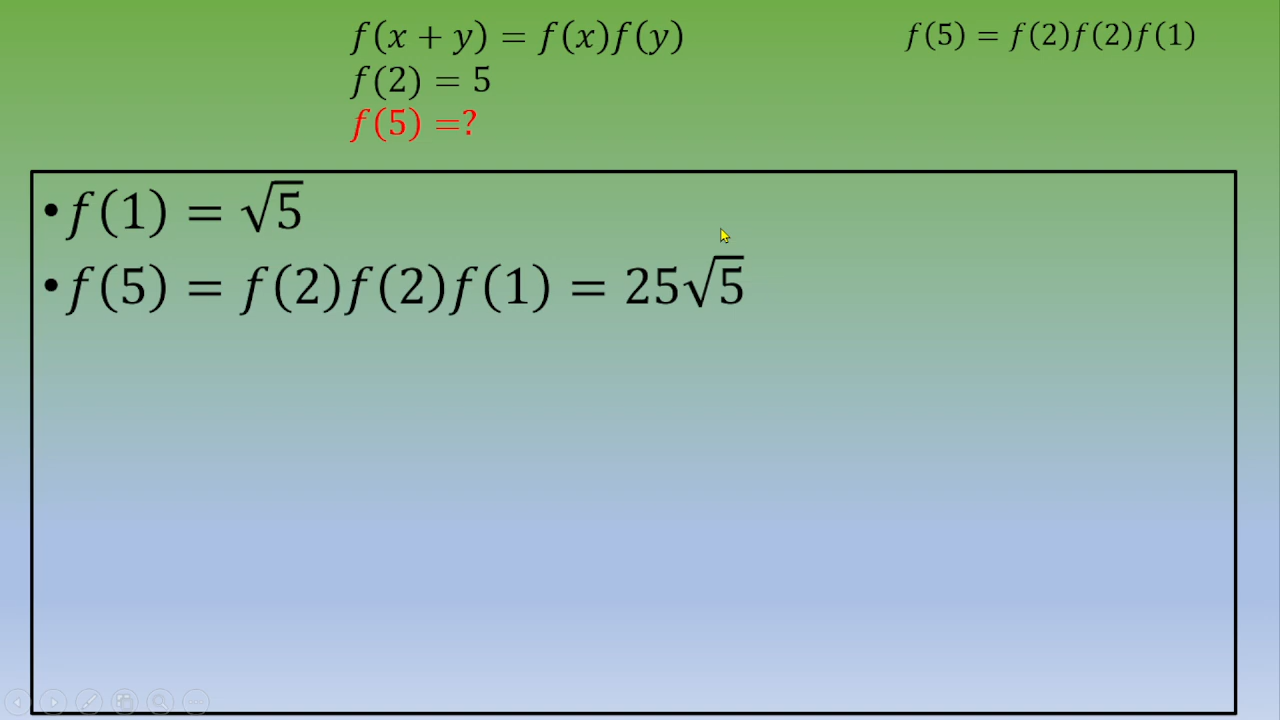 f(x + y) = f(x)f(y)
f(5) = f(2)f(2)f(1)
f(2) = 5
f(5) =?
•f(1) = √5
•f(5) = f(2)f(2)f(1) = 25√5